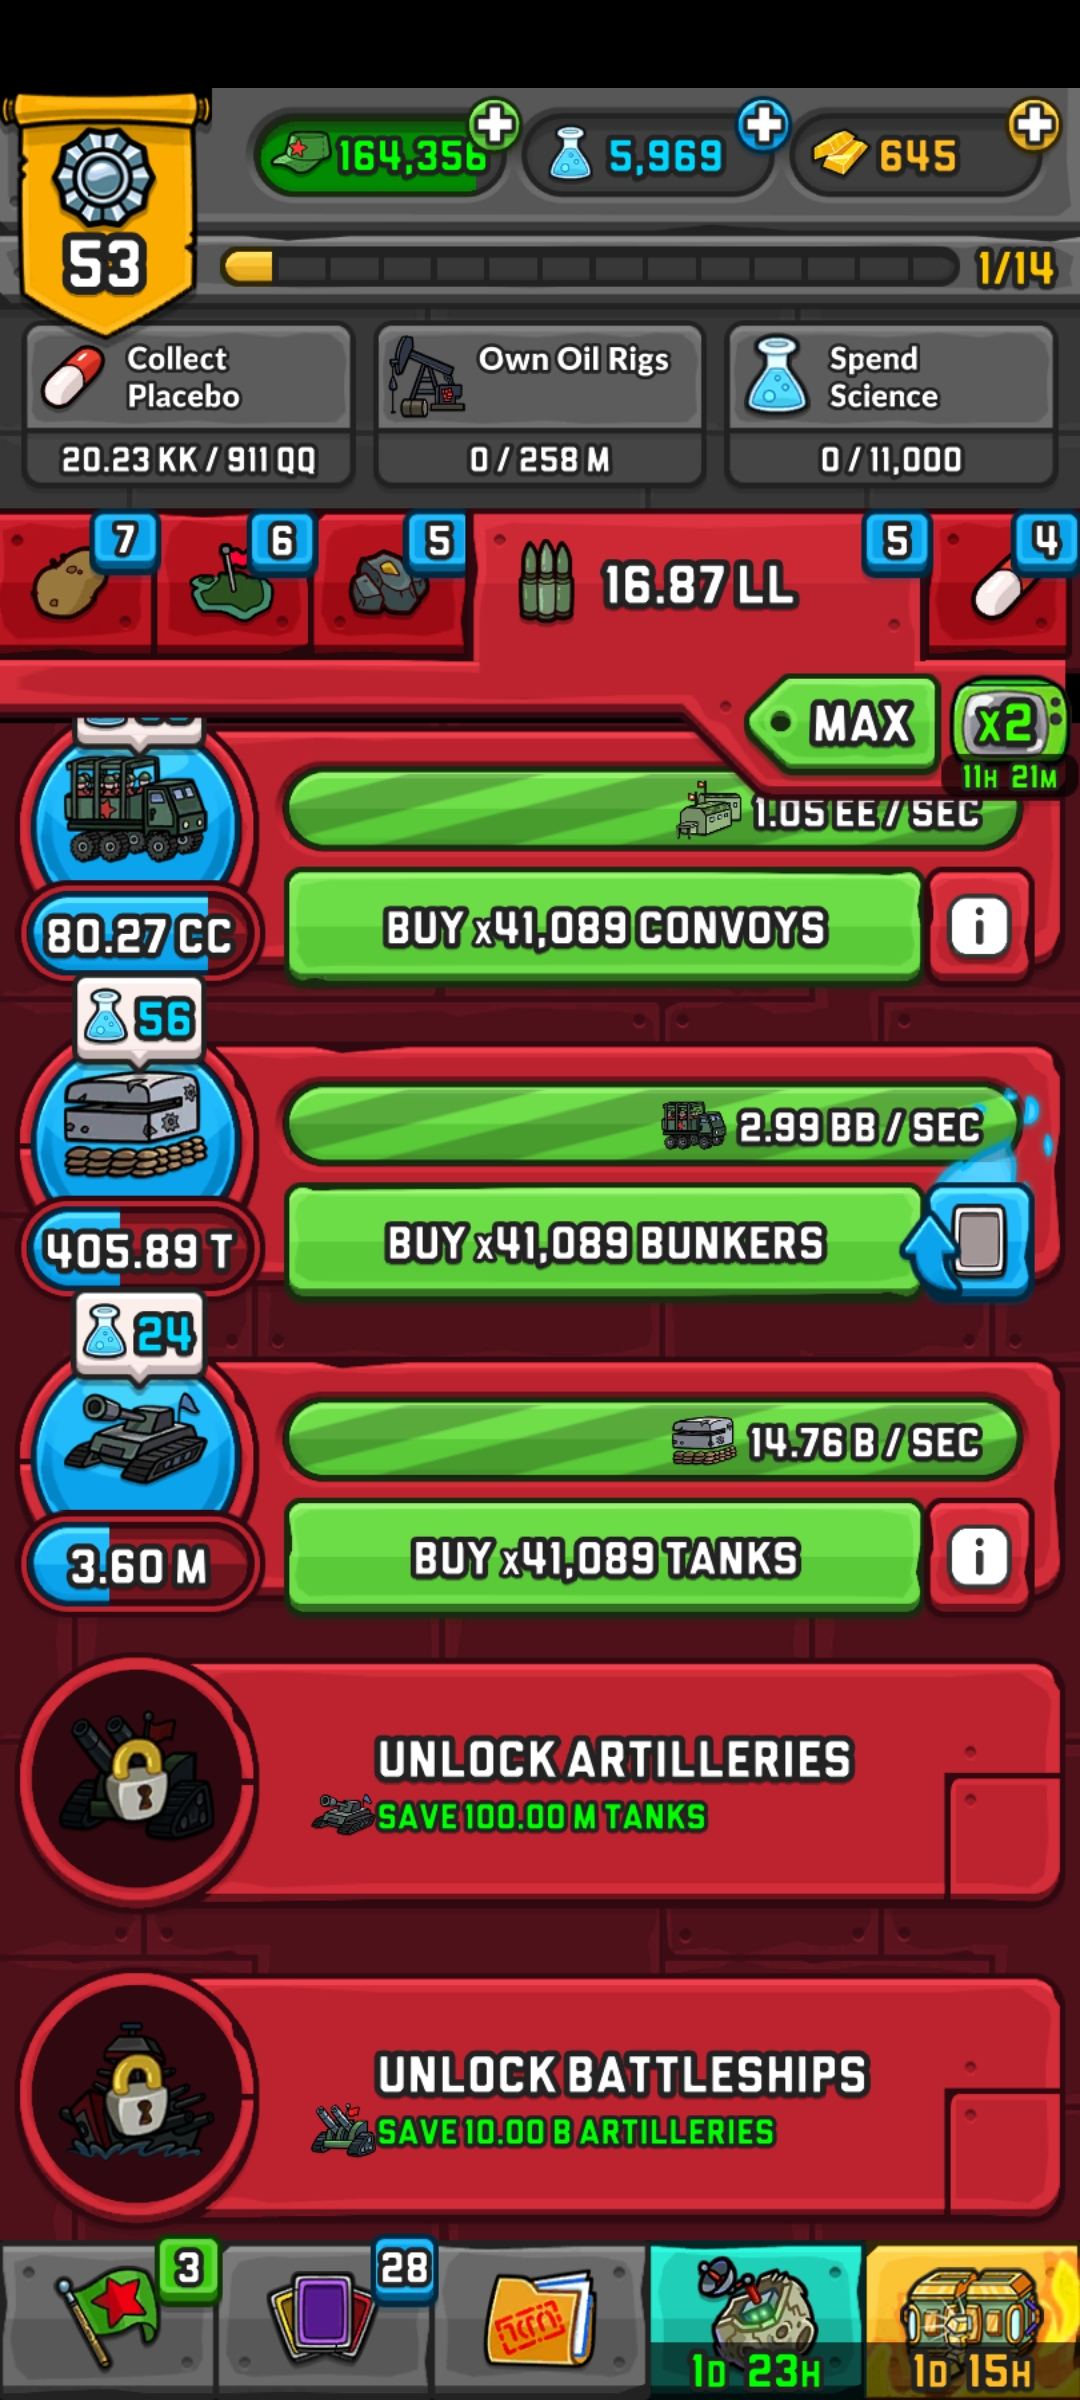 164,356
5,969
645
53
1/14
Collect
Placebo
20.23 KK / 911 QQ
Own Oil Rigs
0 / 258 M
Spend
Science
0 / 11,000
7
6
5
16.87 LL
5
4
MAX
x2
11H 21M
1.05 EE / SEC
80.27 CC
BUY x41,089 CONVOYS
i
56
2.99 BB / SEC
405.89 T
BUY x41,089 BUNKERS
24
14.76 B / SEC
3.60 M
BUY x41,089 TANKS
i
UNLOCK ARTILLERIES
SAVE 100.00 M TANKS
UNLOCK BATTLESHIPS
SAVE 10.00 B ARTILLERIES
3
28
1D 23H
1D 15H